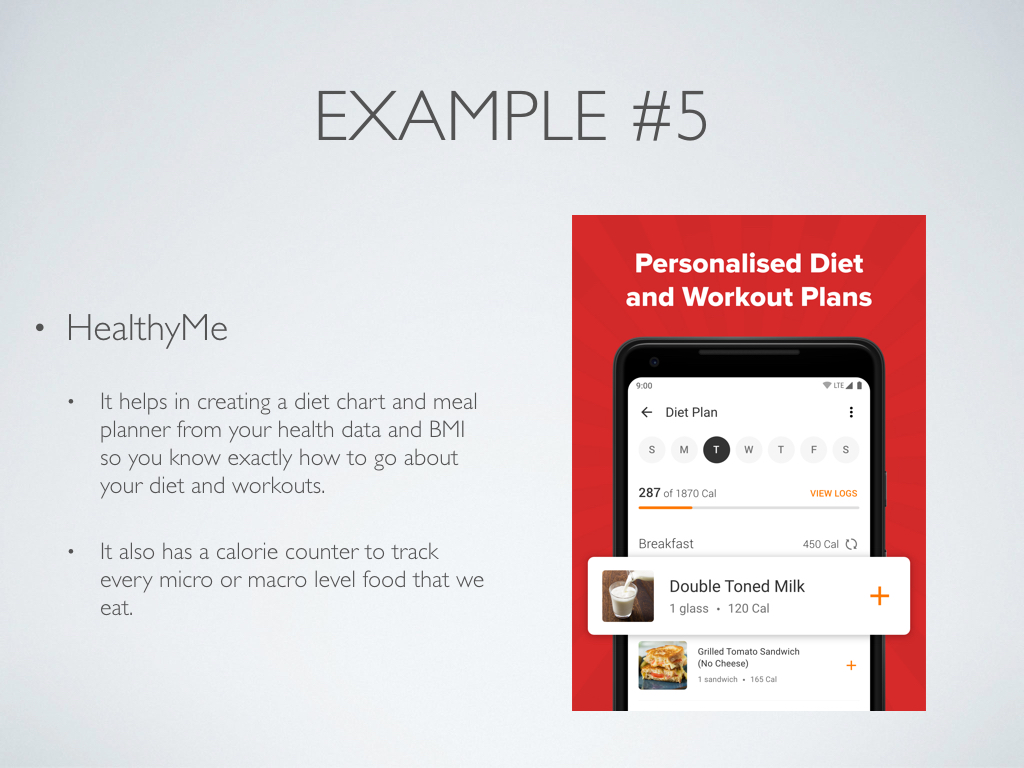 EXAMPLE #5
• HealthyMe
• It helps in creating a diet chart and meal
planner from your health data and BMI
so you know exactly how to go about
your diet and workouts.
• It also has a calorie counter to track
every micro or macro level food that we
eat.
Personalised Diet
and Workout Plans
9:00 LTE
Diet Plan
S M T W T F S
287 of 1870 Cal VIEW LOGS
Breakfast 450 Cal
Double Toned Milk
1 glass • 120 Cal
+
Grilled Tomato Sandwich
(No Cheese)
+
1 sandwich • 165 Cal